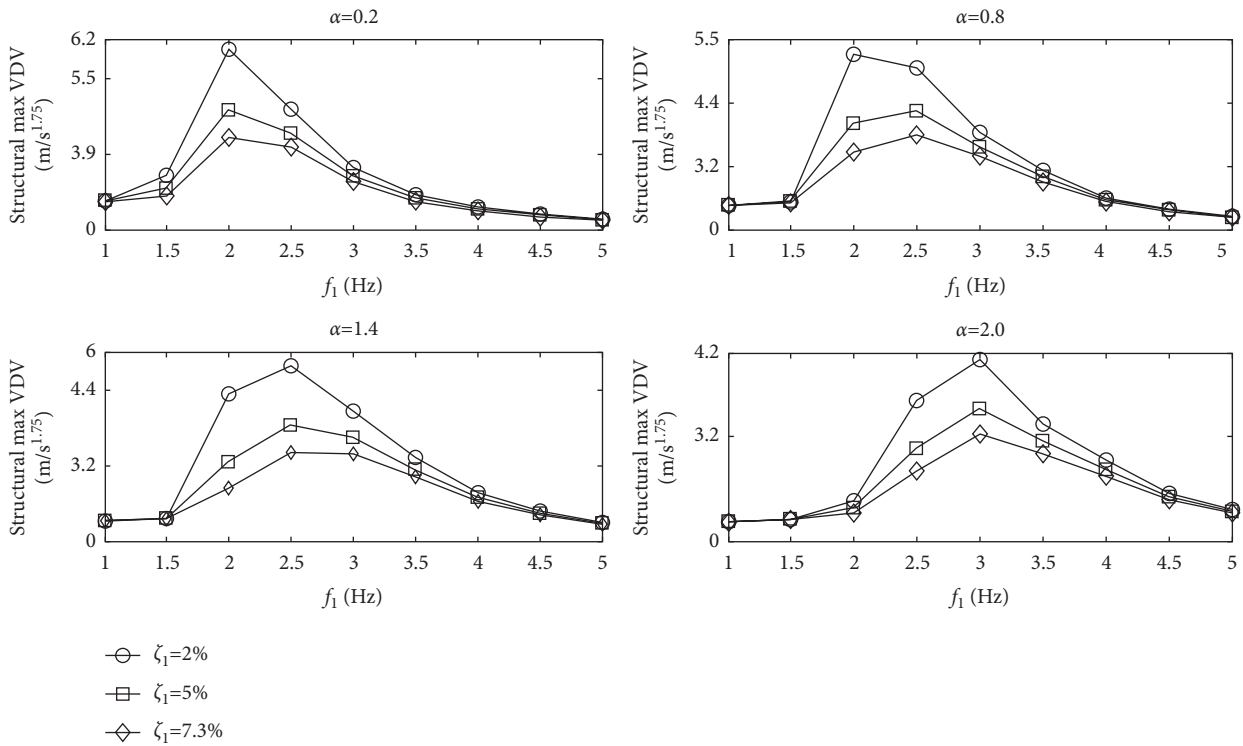 α=0.2
Structural max VDV
(m/s^1.75)
6.2
5.5
3.9
0
1 1.5 2 2.5 3 3.5 4 4.5 5
f₁ (Hz)
α=0.8
Structural max VDV
(m/s^1.75)
5.5
4.4
3.2
0
1 1.5 2 2.5 3 3.5 4 4.5 5
f₁ (Hz)
α=1.4
Structural max VDV
(m/s^1.75)
6
4.4
3.2
0
1 1.5 2 2.5 3 3.5 4 4.5 5
f₁ (Hz)
α=2.0
Structural max VDV
(m/s^1.75)
4.2
3.2
0
1 1.5 2 2.5 3 3.5 4 4.5 5
f₁ (Hz)
ζ₁=2%
ζ₁=5%
ζ₁=7.3%